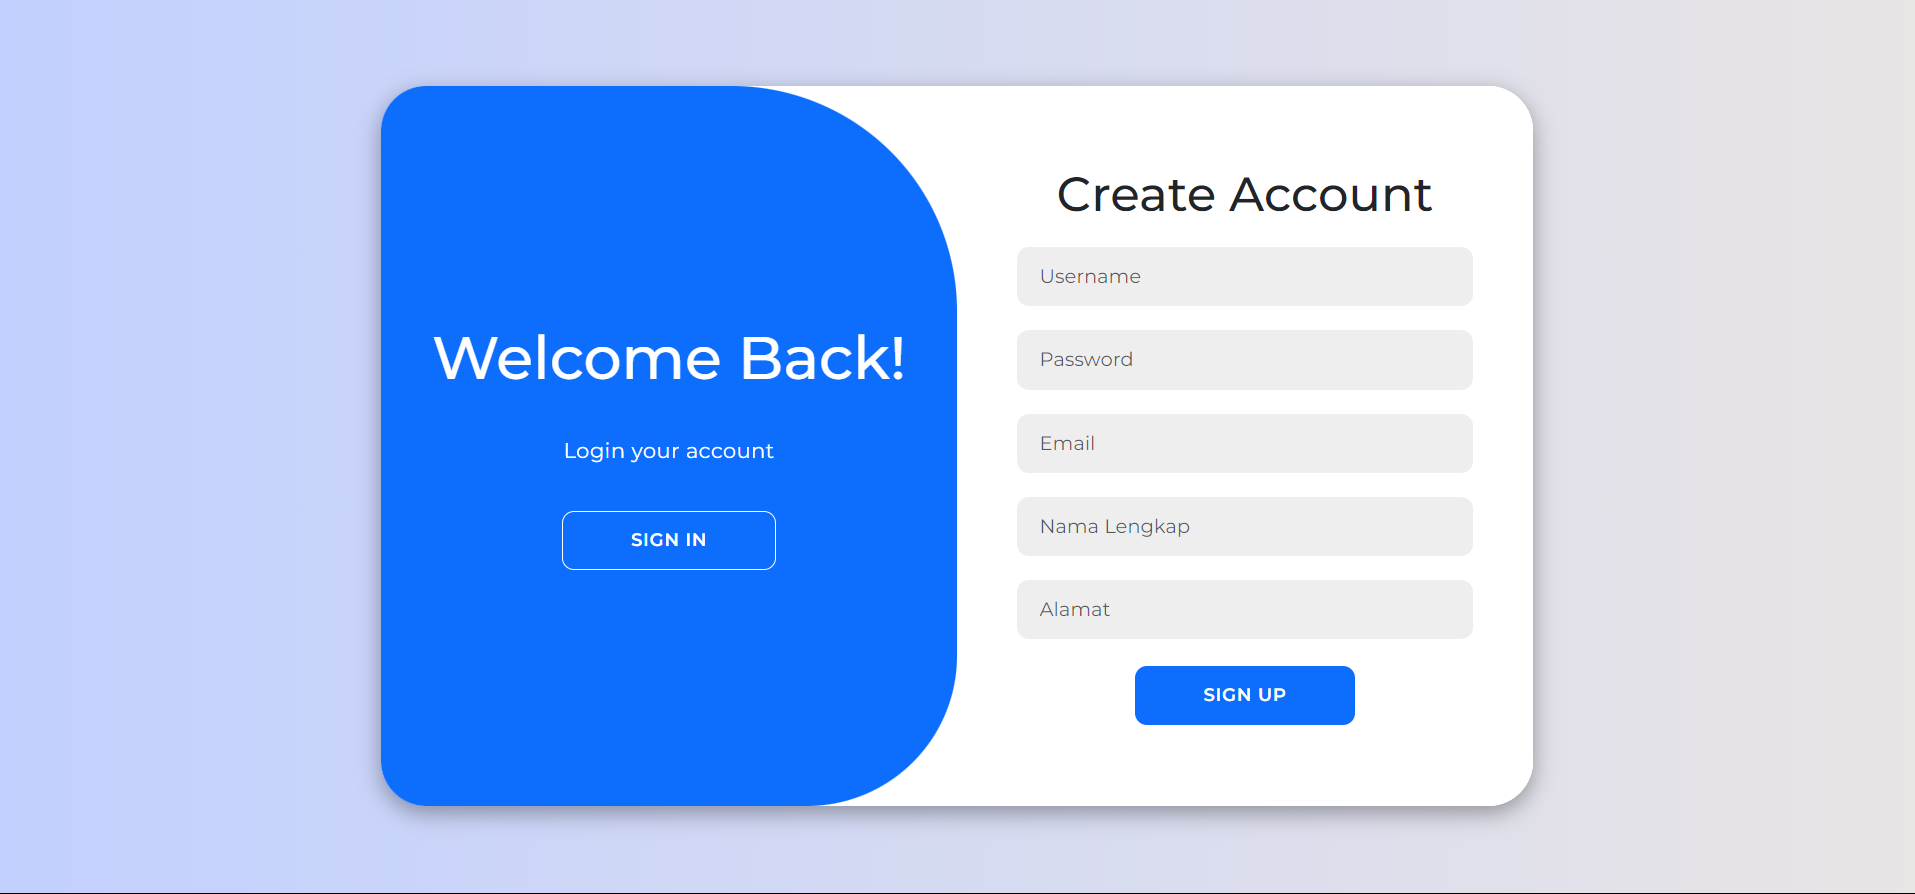 Welcome Back!
Login your account
SIGN IN
Create Account
Username
Password
Email
Nama Lengkap
Alamat
SIGN UP